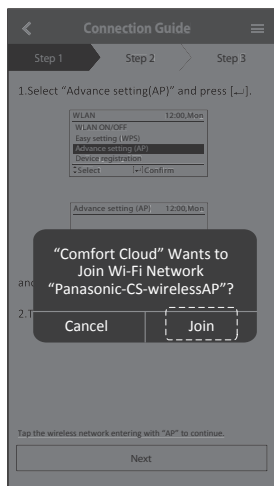 Connection Guide
Step 1
Step 2
Step 3
1.Select “Advance setting(AP)” and press [↵].
WLAN 12:00,Mon
WLAN ON/OFF
Easy setting (WPS)
Advance setting (AP)
Device registration
Select [↵]Confirm
Advance setting (AP) 12:00,Mon
“Comfort Cloud” Wants to
Join Wi-Fi Network
“Panasonic-CS-wirelessAP”?
Cancel
Join
and
2.
Tap the wireless network entering with “AP” to continue.
Next